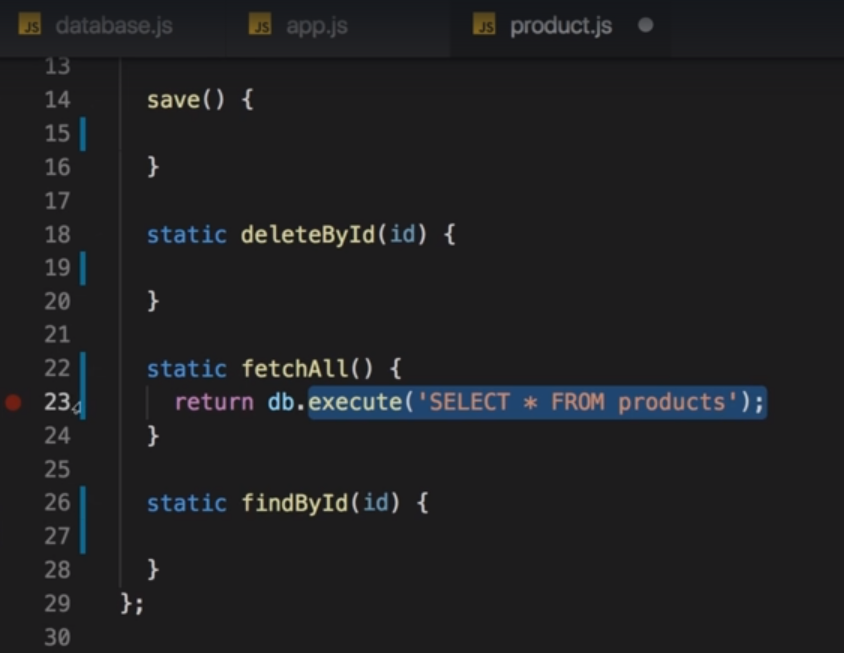 JS database.js JS app.js JS product.js
13
14 save() {
15
16 }
17
18 static deleteById(id) {
19
20 }
21
22 static fetchAll() {
23 return db.execute('SELECT * FROM products');
24 }
25
26 static findById(id) {
27
28 }
29 };
30